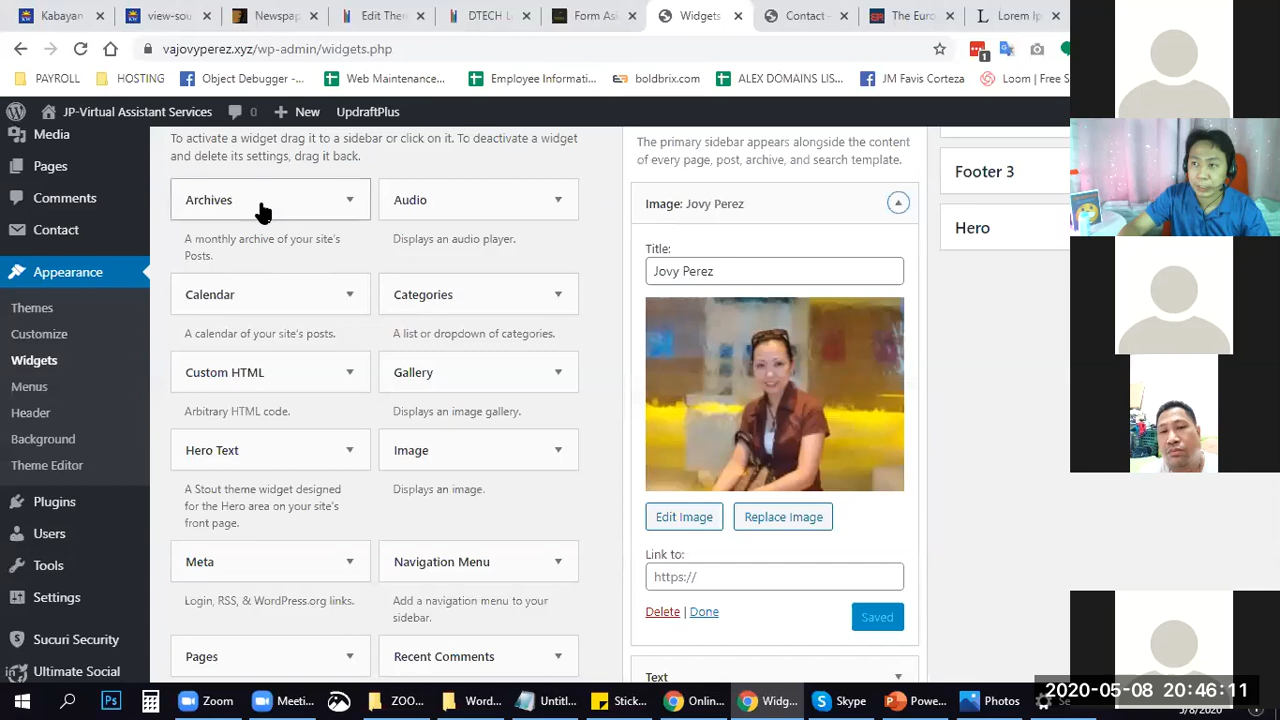 Kabayan
view-sou
Newspap
Edit Them
DTECH I
Form Ass
Widgets
Contact
The Euro
Lorem Ips
vajovyperez.xyz/wp-admin/widgets.php
1
PAYROLL
HOSTING
Object Debugger -...
Web Maintenance...
Employee Informati...
boldbrix.com
ALEX DOMAINS LIS...
JM Favis Corteza
Loom | Free S
JP-Virtual Assistant Services
0
New
UpdraftPlus
Media
Pages
Comments
Contact
Appearance
Themes
Customize
Widgets
Menus
Header
Background
Theme Editor
Plugins
Users
Tools
Settings
Sucuri Security
Ultimate Social
To activate a widget drag it to a sidebar or click on it. To deactivate a widget
and delete its settings, drag it back.
Archives
Audio
A monthly archive of your site's
Posts.
Displays an audio player.
Calendar
Categories
A calendar of your site's posts.
A list or dropdown of categories.
Custom HTML
Gallery
Arbitrary HTML code.
Displays an image gallery.
Hero Text
Image
A Stout theme widget designed
for the Hero area on your site's
front page.
Displays an image.
Meta
Navigation Menu
Login, RSS, & WordPress.org links.
Add a navigation menu to your
sidebar.
Pages
Recent Comments
The primary sidebar appears alongside the content
of every page, post, archive, and search template.
Image: Jovy Perez
Title:
Jovy Perez
Edit Image
Replace Image
Link to:
https://
Delete | Done
Saved
Text
Footer 3
Hero
Zoom
Meeti...
ZOO...
Word...
Untitl...
Stick...
Onlin...
Widg...
Skype
Powe...
Photos
2020-05-08 20:46:11
5/8/2020